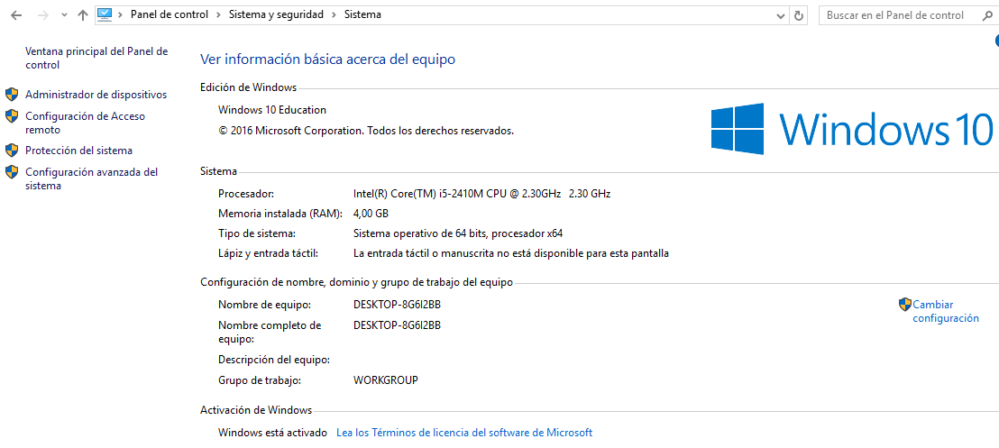 Panel de control > Sistema y seguridad > Sistema
Buscar en el Panel de control
Ventana principal del Panel de
control
Administrador de dispositivos
Configuración de Acceso
remoto
Protección del sistema
Configuración avanzada del
sistema
Ver información básica acerca del equipo
Edición de Windows
Windows 10 Education
© 2016 Microsoft Corporation. Todos los derechos reservados.
Windows 10
Sistema
Procesador: Intel(R) Core(TM) i5-2410M CPU @ 2.30GHz 2.30 GHz
Memoria instalada (RAM): 4,00 GB
Tipo de sistema: Sistema operativo de 64 bits, procesador x64
Lápiz y entrada táctil: La entrada táctil o manuscrita no está disponible para esta pantalla
Configuración de nombre, dominio y grupo de trabajo del equipo
Nombre de equipo: DESKTOP-8G6I2BB
Cambiar
configuración
Nombre completo de DESKTOP-8G6I2BB
equipo:
Descripción del equipo:
Grupo de trabajo: WORKGROUP
Activación de Windows
Windows está activado Lea los Términos de licencia del software de Microsoft